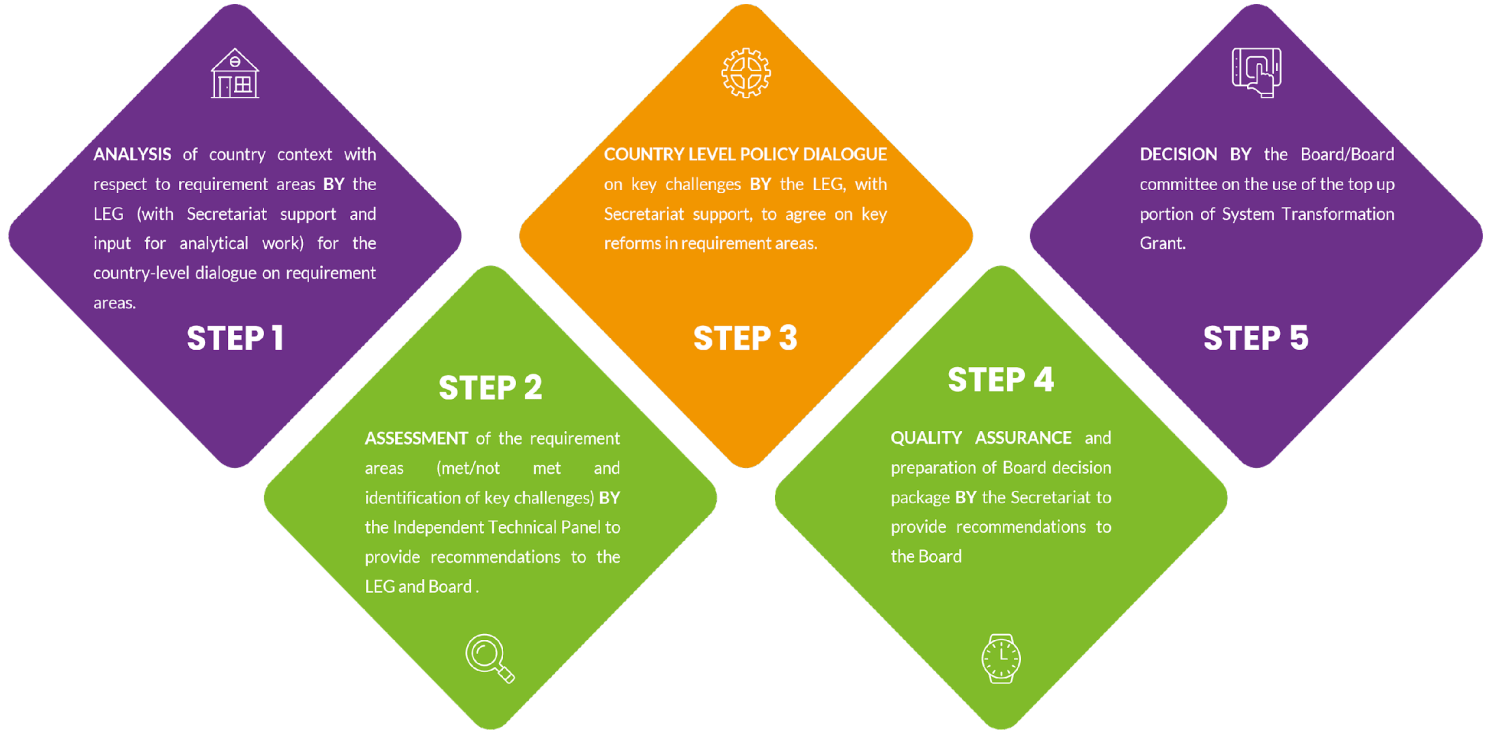 ANALYSIS of country context with
respect to requirement areas BY the
LEG (with Secretariat support and
input for analytical work) for the
country-level dialogue on requirement
areas.
STEP 1
STEP 2
ASSESSMENT of the requirement
areas (met/not met and
identification of key challenges) BY
the Independent Technical Panel to
provide recommendations to the
LEG and Board .
COUNTRY LEVEL POLICY DIALOGUE
on key challenges BY the LEG, with
Secretariat support, to agree on key
reforms in requirement areas.
STEP 3
STEP 4
QUALITY ASSURANCE and
preparation of Board decision
package BY the Secretariat to
provide recommendations to
the Board
DECISION BY the Board/Board
committee on the use of the top up
portion of System Transformation
Grant.
STEP 5